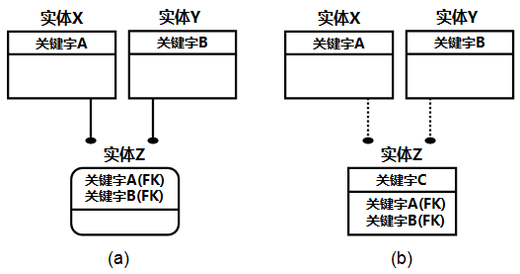 实体X 实体Y
关键字A 关键字B
实体Z
关键字A(FK)
关键字B(FK)
(a)
实体X 实体Y
关键字A 关键字B
实体Z
关键字C
关键字A(FK)
关键字B(FK)
(b)